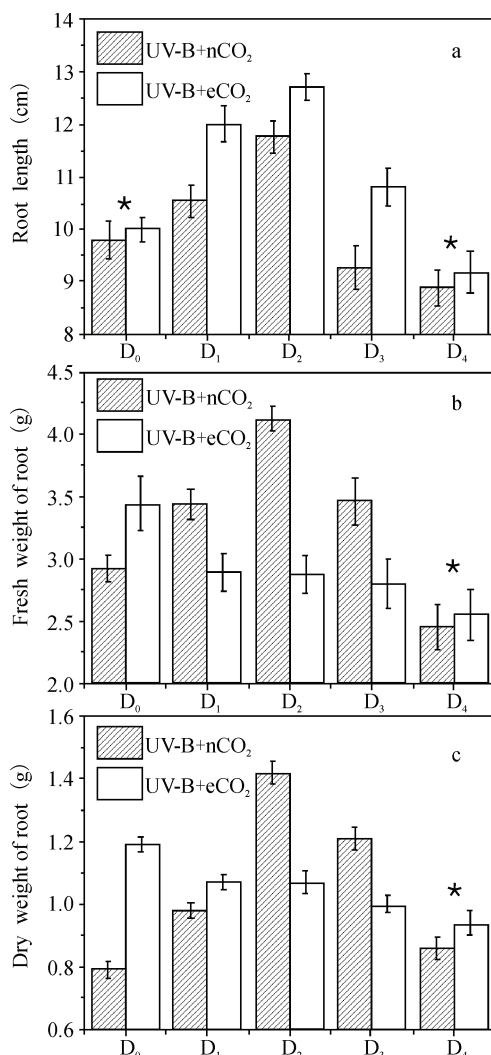 14
13
12
11
10
9
8
Root length (cm)
UV-B+nCO₂
UV-B+eCO₂
a
*
*
D₀ D₁ D₂ D₃ D₄
4.5
4.0
3.5
3.0
2.5
2.0
Fresh weight of root (g)
UV-B+nCO₂
UV-B+eCO₂
b
*
D₀ D₁ D₂ D₃ D₄
1.6
1.4
1.2
1.0
0.8
0.6
Dry weight of root (g)
UV-B+nCO₂
UV-B+eCO₂
c
*
D₀ D₁ D₂ D₃ D₄